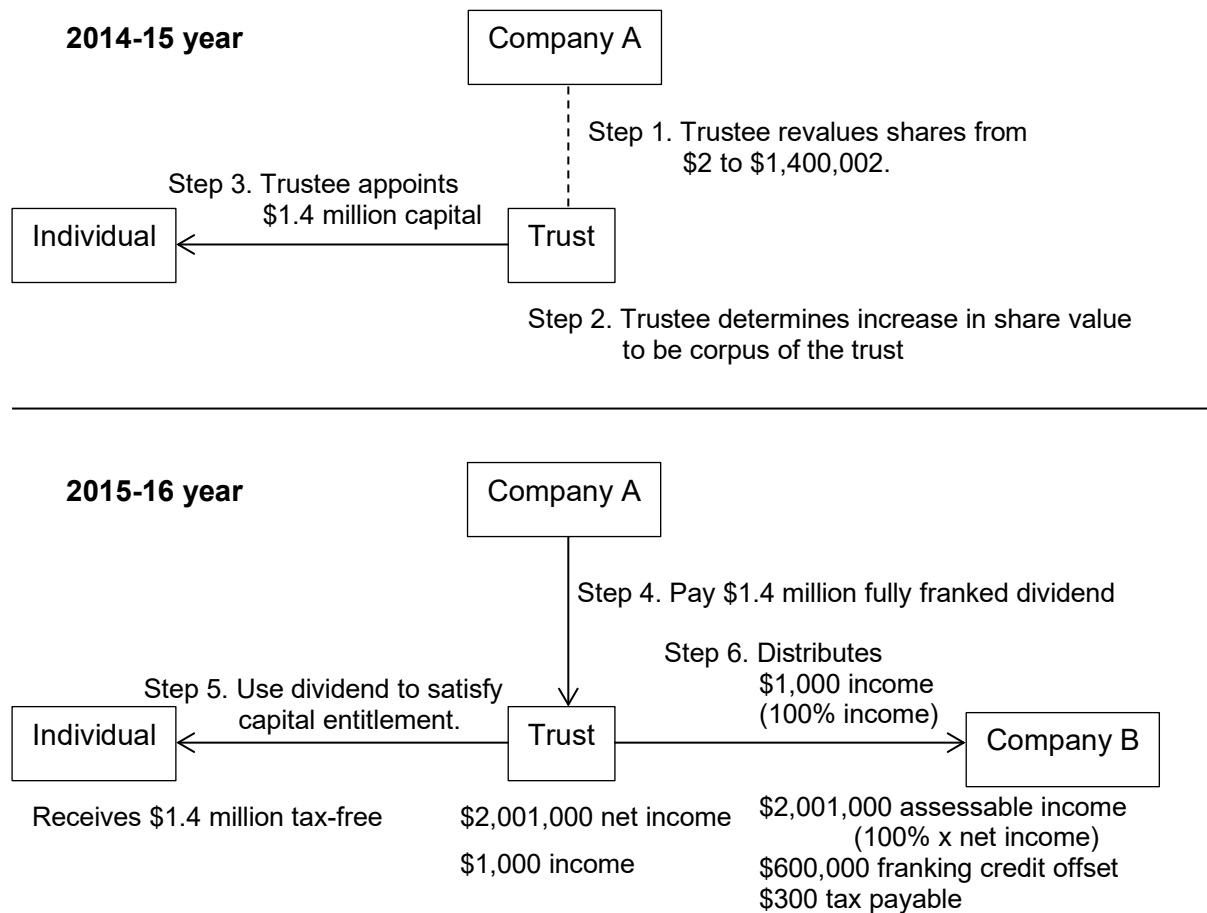 2014-15 year
Company A
Step 1. Trustee revalues shares from
$2 to $1,400,002.
Step 3. Trustee appoints
$1.4 million capital
Individual
Trust
Step 2. Trustee determines increase in share value
to be corpus of the trust
2015-16 year
Company A
Step 4. Pay $1.4 million fully franked dividend
Step 6. Distributes
$1,000 income
(100% income)
Step 5. Use dividend to satisfy
capital entitlement.
Individual
Trust
Company B
Receives $1.4 million tax-free
$2,001,000 net income
$1,000 income
$2,001,000 assessable income
(100% x net income)
$600,000 franking credit offset
$300 tax payable